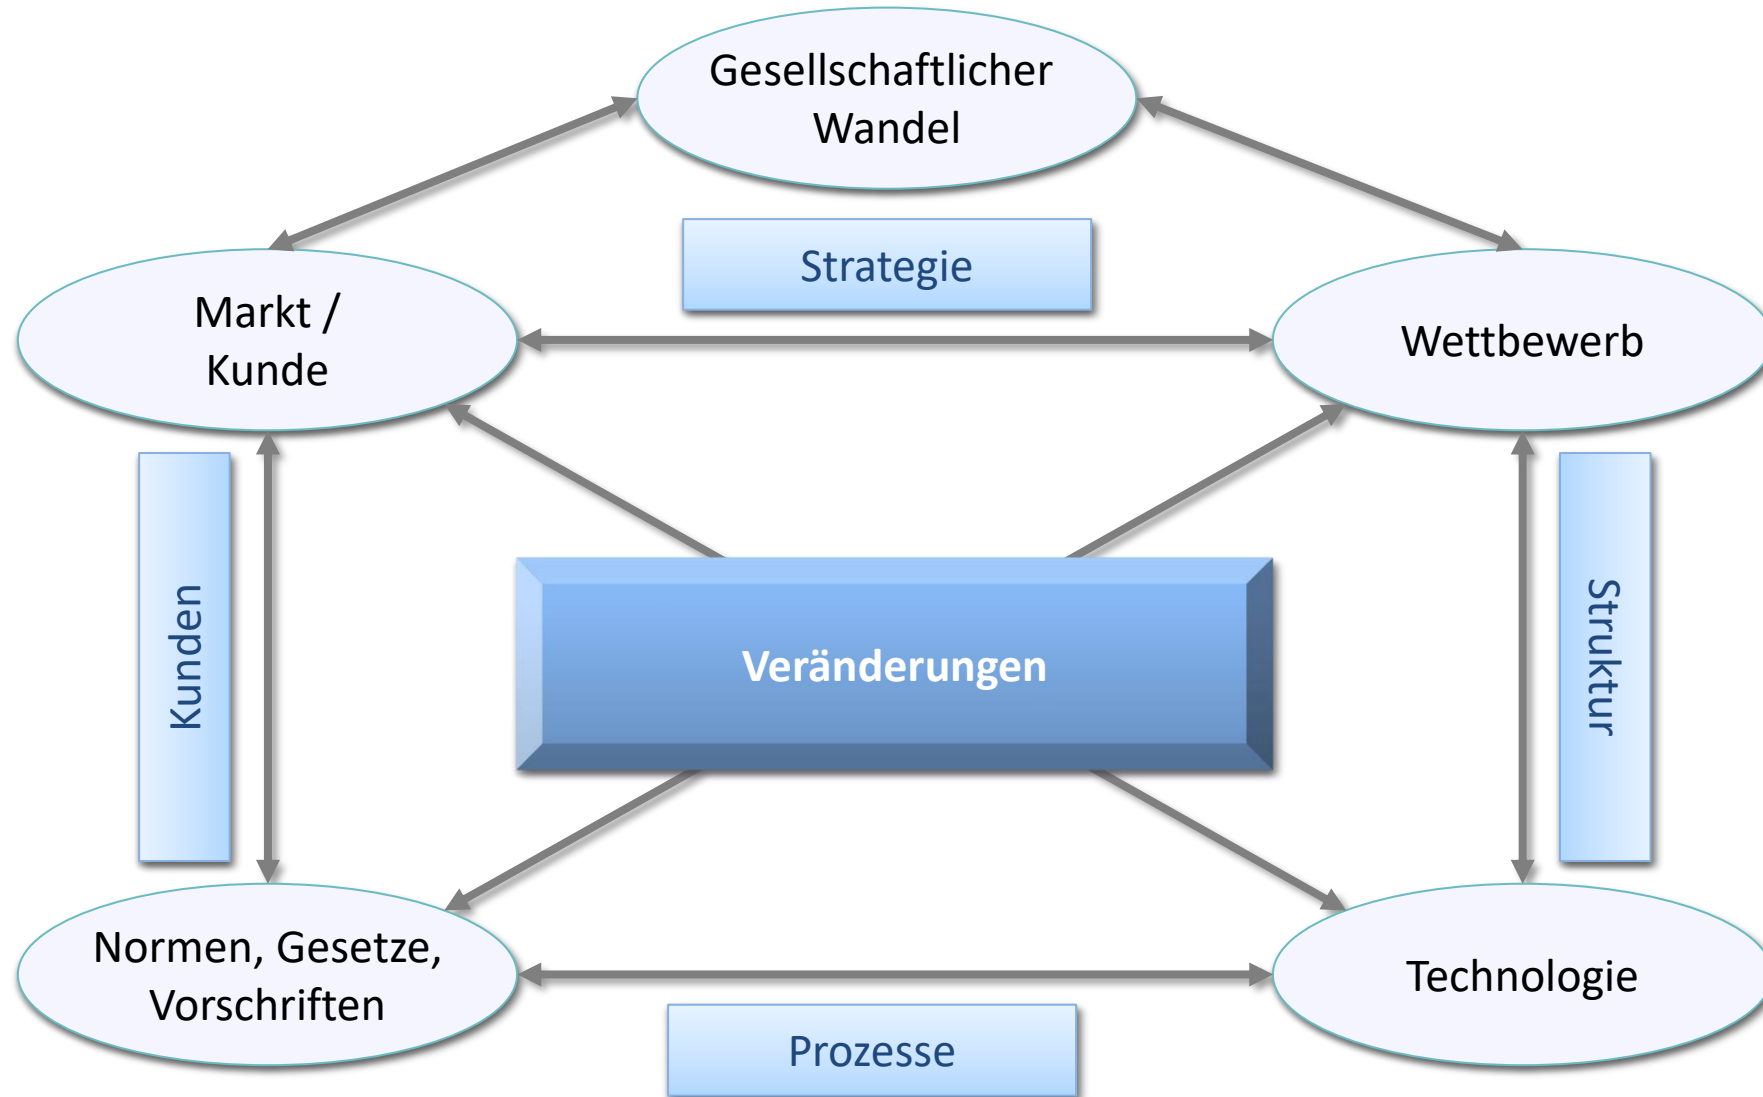 Gesellschaftlicher
Wandel
Strategie
Markt /
Kunde
Wettbewerb
Kunden
Veränderungen
Struktur
Normen, Gesetze,
Vorschriften
Technologie
Prozesse